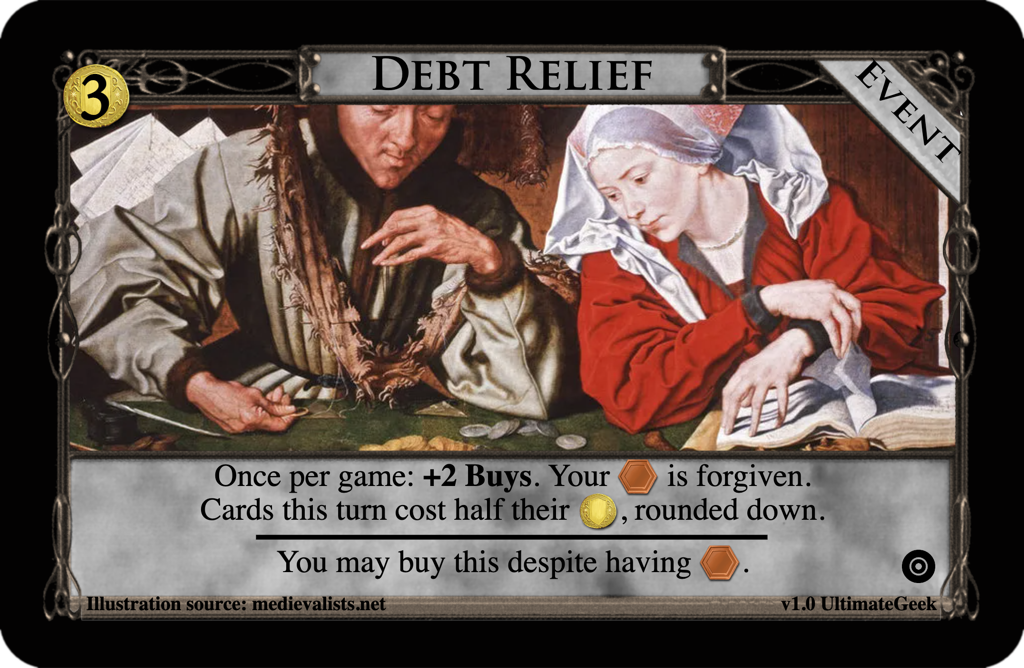 3
DEBT RELIEF
EVENT
Once per game: +2 Buys. Your is forgiven.
Cards this turn cost half their , rounded down.
You may buy this despite having .
Illustration source: medievalists.net
v1.0 UltimateGeek